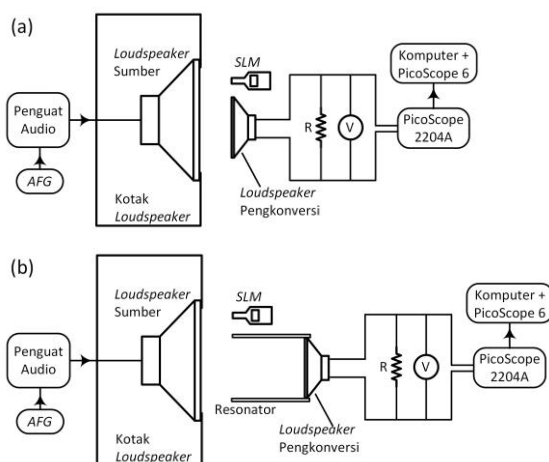 (a)
Loudspeaker
Sumber
SLM
Komputer +
PicoScope 6
Penguat
Audio
R
V
PicoScope
2204A
AFG
Kotak
Loudspeaker
Loudspeaker
Pengkonversi
(b)
Loudspeaker
Sumber
SLM
Komputer +
PicoScope 6
Penguat
Audio
R
V
PicoScope
2204A
Resonator
AFG
Kotak
Loudspeaker
Loudspeaker
Pengkonversi